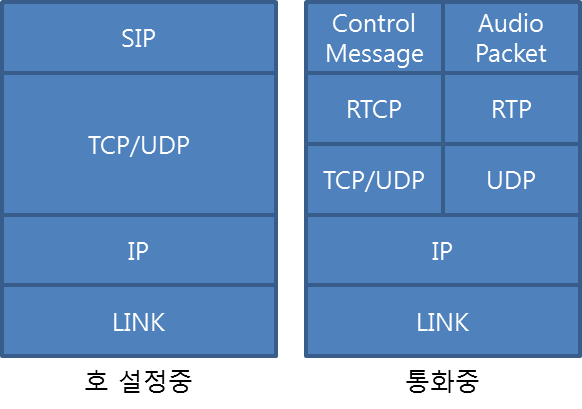 SIP
TCP/UDP
IP
LINK
호 설정중
Control
Message
Audio
Packet
RTCP
RTP
TCP/UDP
UDP
IP
LINK
통화중